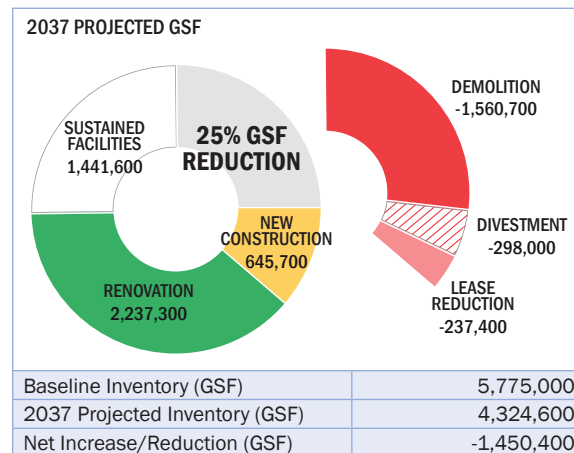 2037 PROJECTED GSF
SUSTAINED
FACILITIES
1,441,600
25% GSF
REDUCTION
NEW
CONSTRUCTION
645,700
RENOVATION
2,237,300
DEMOLITION
-1,560,700
DIVESTMENT
-298,000
LEASE
REDUCTION
-237,400
Baseline Inventory (GSF) 5,775,000
2037 Projected Inventory (GSF) 4,324,600
Net Increase/Reduction (GSF) -1,450,400